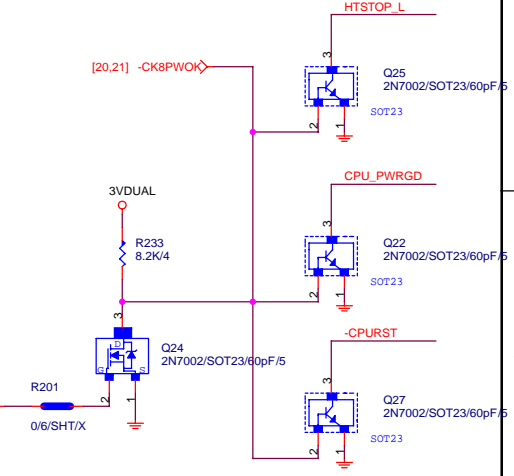 HTSTOP_L
3
[20,21] -CK8PWOK
Q25
2N7002/SOT23/60pF/5
SOT23
2
1
CPU_PWRGD
3VDUAL
3
R233
8.2K/4
Q22
2N7002/SOT23/60pF/5
SOT23
2
1
3
-CPURST
D
Q24
2N7002/SOT23/60pF/5
G
S
3
R201
2
1
Q27
2N7002/SOT23/60pF/5
0/6/SHT/X
SOT23
2
1